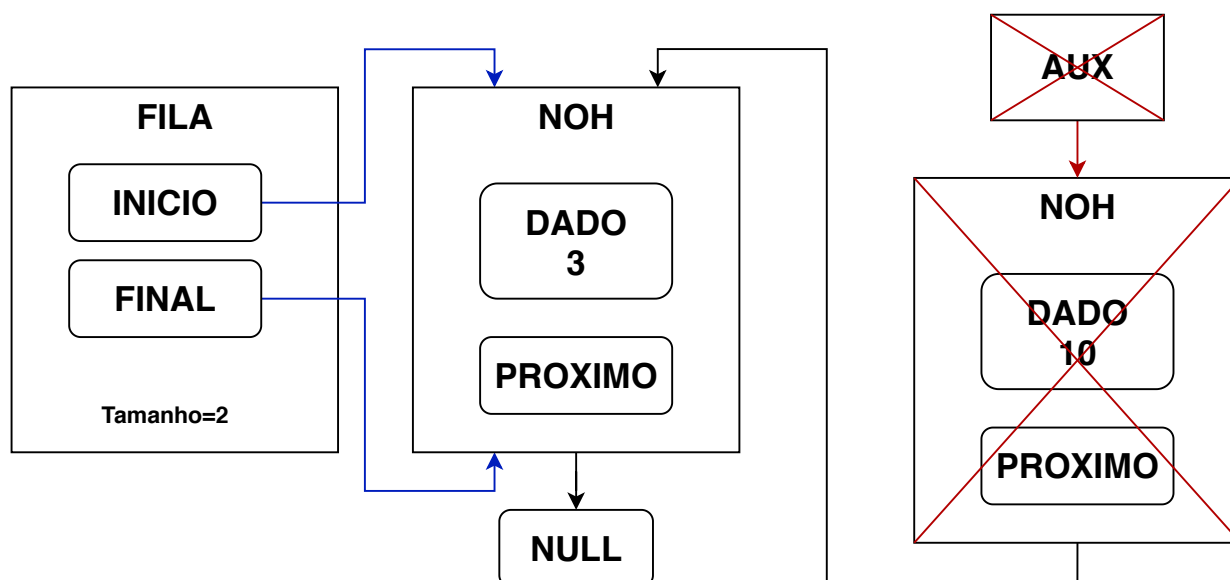 FILA
INICIO
FINAL
Tamanho=2
NOH
DADO
3
PROXIMO
NULL
AUX
NOH
DADO
10
PROXIMO